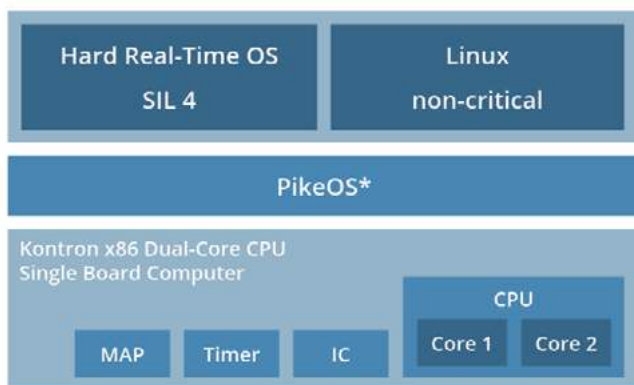 Hard Real-Time OS
SIL 4
Linux
non-critical
PikeOS*
Kontron x86 Dual-Core CPU
Single Board Computer
MAP
Timer
IC
CPU
Core 1
Core 2